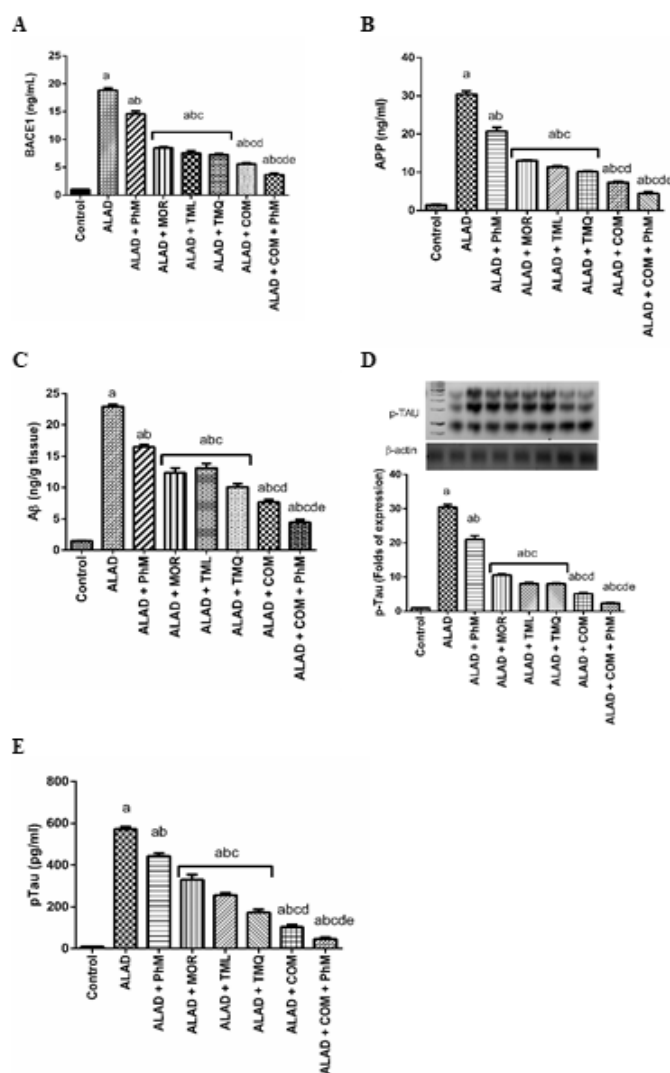 A
BACE1 (ng/mL)
25
20
15
10
5
0
a
ab
abc
abcd
abcde
Control
ALAD
ALAD + PhM
ALAD + MOR
ALAD + TML
ALAD + TMQ
ALAD + COM
ALAD + COM + PhM
B
APP (ng/ml)
40
30
20
10
0
a
ab
abc
abcd
abcde
Control
ALAD
ALAD + PhM
ALAD + MOR
ALAD + TML
ALAD + TMQ
ALAD + COM
ALAD + COM + PhM
C
Aβ (ng/g tissue)
25
20
15
10
5
0
a
ab
abc
abcd
abcde
Control
ALAD
ALAD + PhM
ALAD + MOR
ALAD + TML
ALAD + TMQ
ALAD + COM
ALAD + COM + PhM
D
p-TAU
β-actin
p-Tau (Folds of expression)
40
30
20
10
0
a
ab
abc
abcd
abcde
Control
ALAD
ALAD + PhM
ALAD + MOR
ALAD + TML
ALAD + TMQ
ALAD + COM
ALAD + COM + PhM
E
pTau (pg/ml)
800
600
400
200
0
a
ab
abc
abcd
abcde
Control
ALAD
ALAD + PhM
ALAD + MOR
ALAD + TML
ALAD + TMQ
ALAD + COM
ALAD + COM + PhM